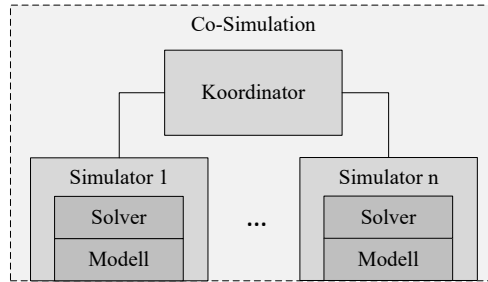 Co-Simulation
Koordinator
Simulator 1
Simulator n
Solver
...
Solver
Modell
Modell